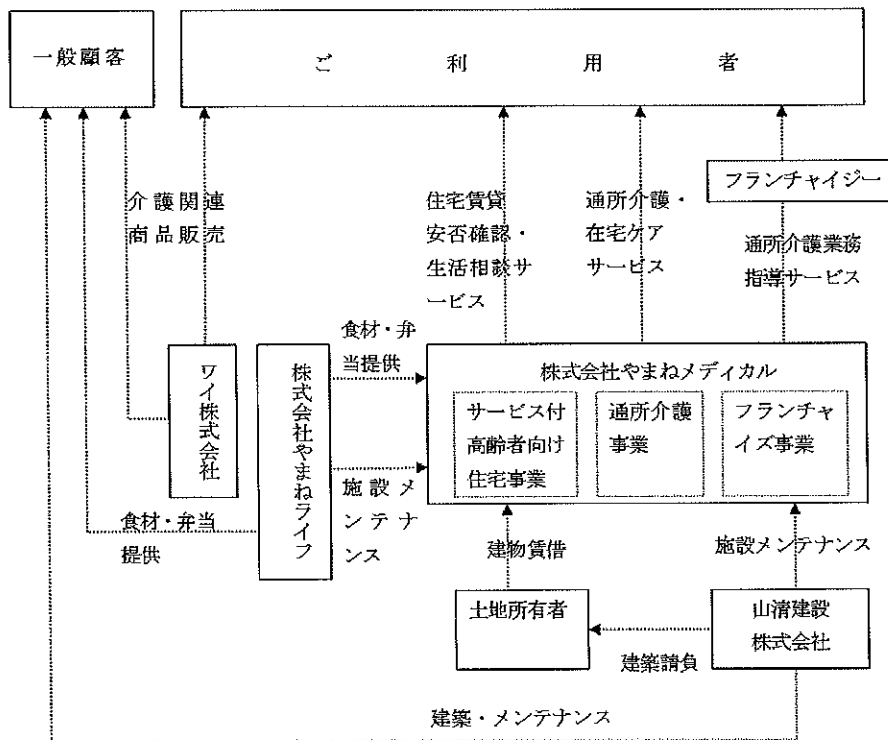 一般顧客
ご利用者
フランチャイジー
介護関連
商品販売
住宅賃貸
安否確認・
生活相談サ
ービス
通所介護・
在宅ケア
サービス
通所介護業務
指導サービス
ワイ株式会社
株式会社やまねライフ
食材・弁
当提供
株式会社やまねメディカル
サービス付
高齢者向け
住宅事業
通所介護
事業
フランチャ
イズ事業
施設メ
ンテナ
ンス
食材・弁当
提供
建物賃借
施設メンテナンス
土地所有者
山清建設
株式会社
建築請負
建築・メンテナンス